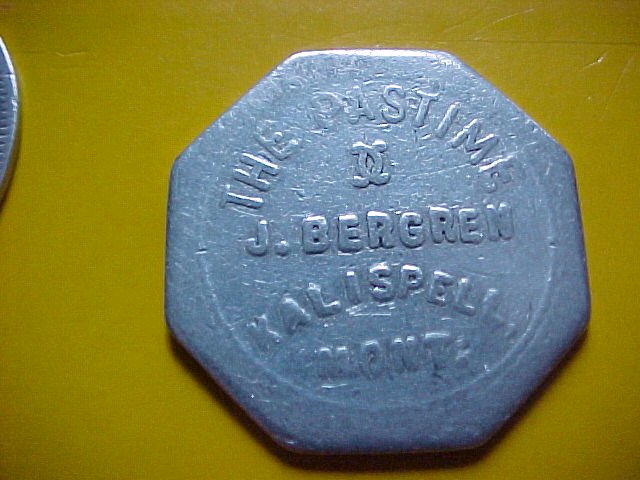 THE PASTIME
J. BERGREN
KALISPELL,
MONT.